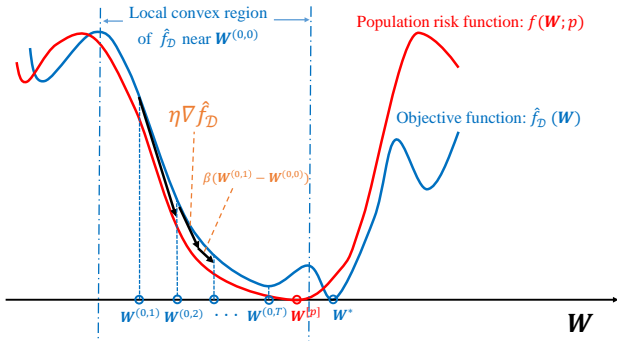 Local convex region
of f̂_𝒟 near W^(0,0)
Population risk function: f(W; p)
η∇f̂_𝒟
Objective function: f̂_𝒟 (W)
β(W^(0,1) − W^(0,0))
W^(0,1) W^(0,2) · · · W^(0,T) W^[p] W^*
W